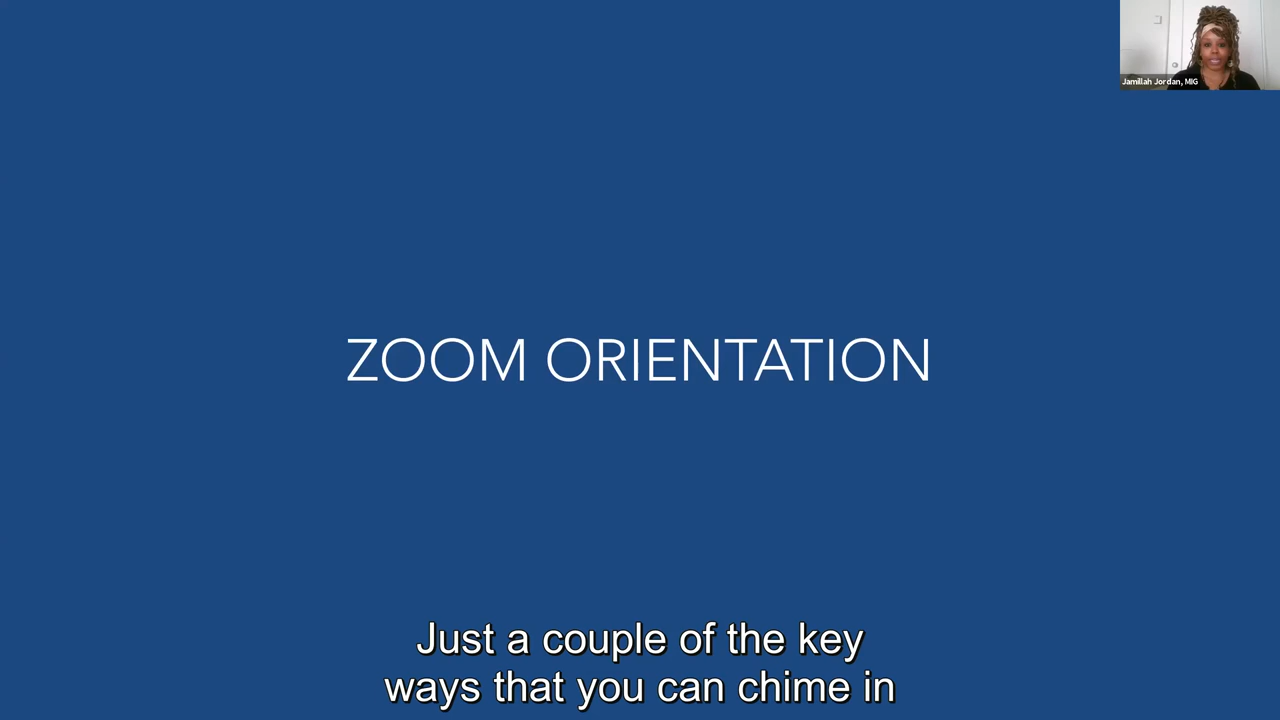 Jamillah Jordan, MIG
ZOOM ORIENTATION
Just a couple of the key
ways that you can chime in